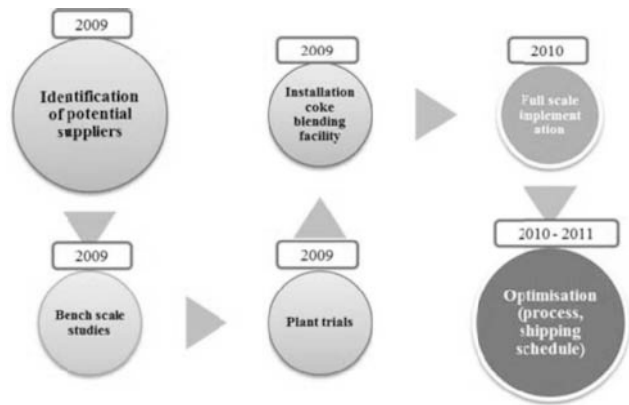 2009
Identification
of potential
suppliers
2009
Bench scale
studies
2009
Plant trials
2009
Installation
coke
blending
facility
2010
Full scale
implement
ation
2010 - 2011
Optimisation
(process,
shipping
schedule)